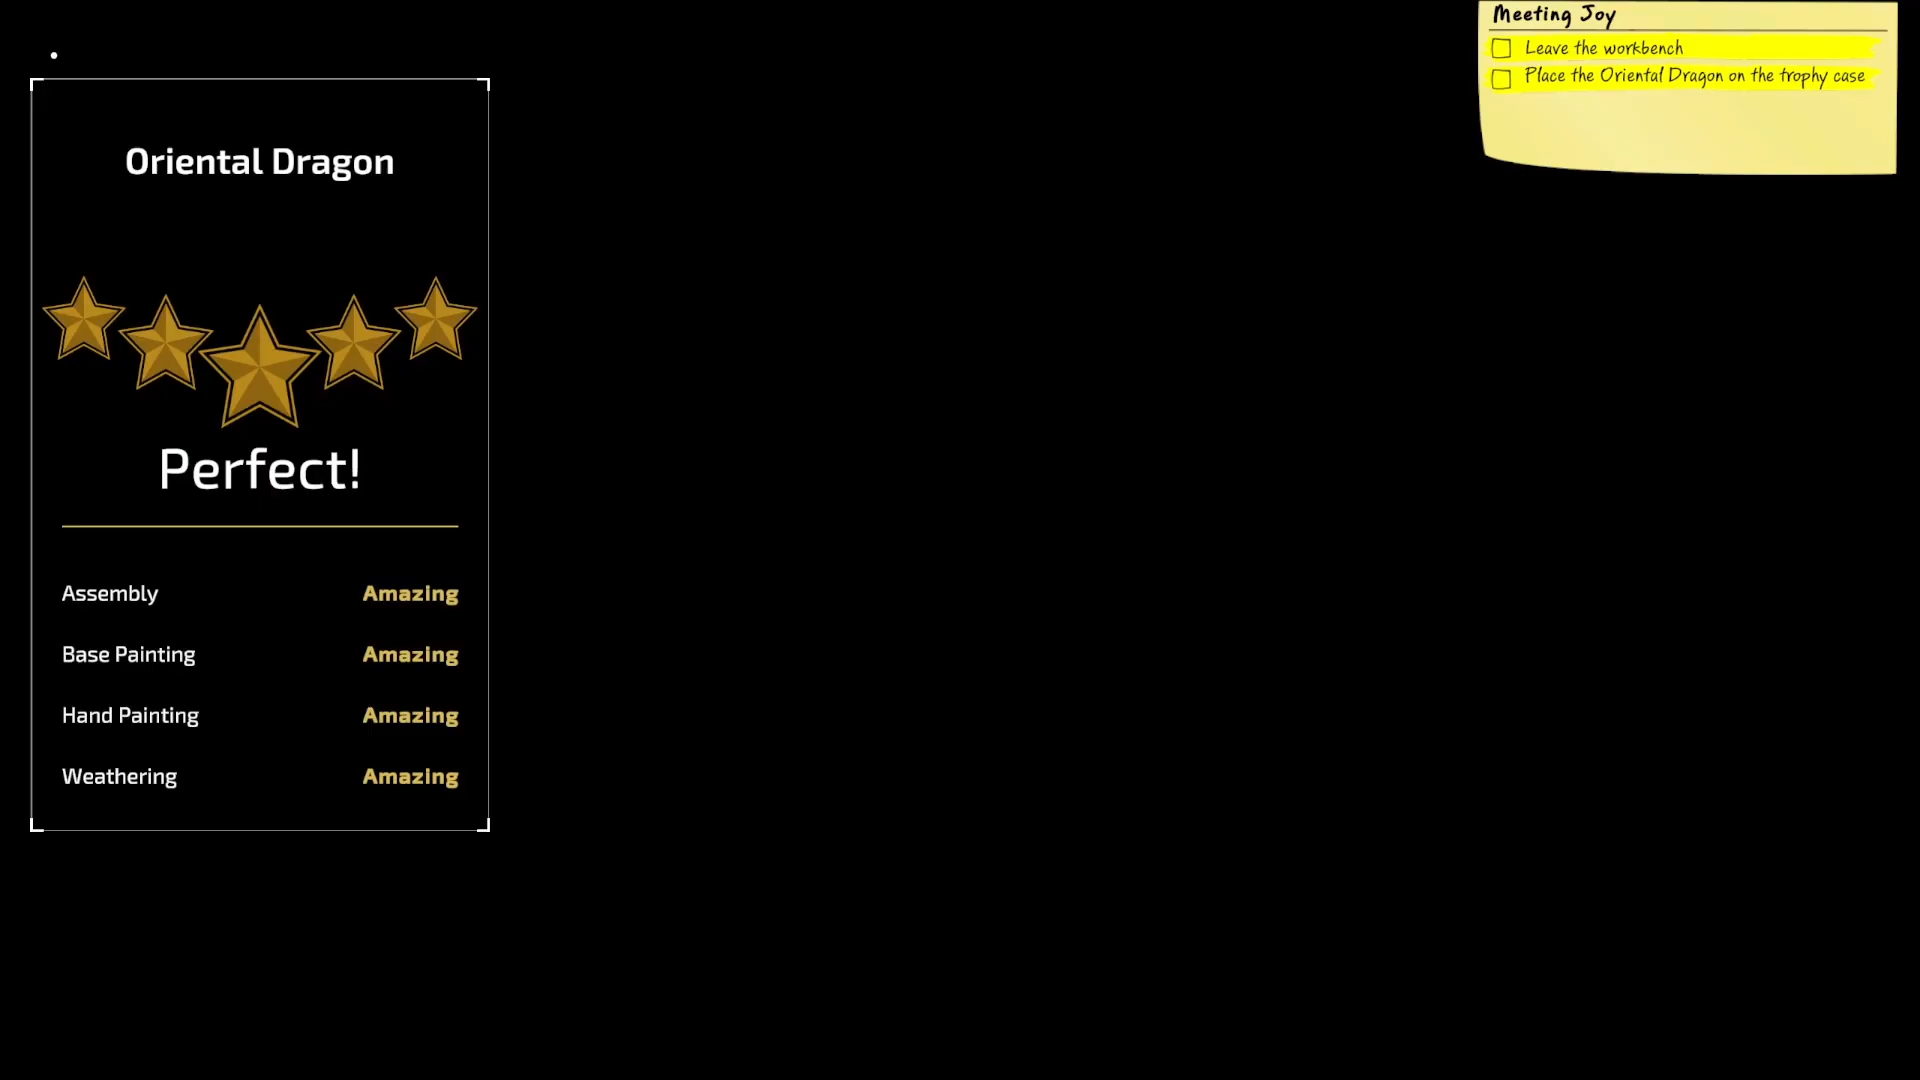 Oriental Dragon
Perfect!
Assembly Amazing
Base Painting Amazing
Hand Painting Amazing
Weathering Amazing
Meeting Joy
Leave the workbench
Place the Oriental Dragon on the trophy case